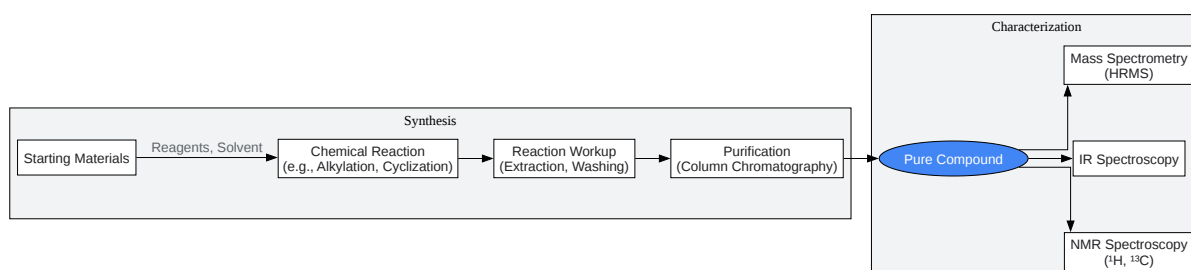 Synthesis
Starting Materials
Reagents, Solvent
Chemical Reaction
(e.g., Alkylation, Cyclization)
Reaction Workup
(Extraction, Washing)
Purification
(Column Chromatography)
Characterization
Pure Compound
Mass Spectrometry
(HRMS)
IR Spectroscopy
NMR Spectroscopy
(¹H, ¹³C)